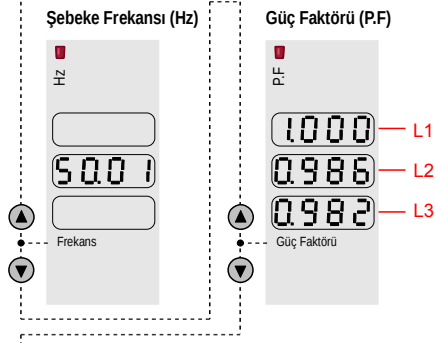 Şebeke Frekansı (Hz)
Hz
50.01
Frekans
Güç Faktörü (P.F)
P.F
1.000 L1
0.986 L2
0.982 L3
Güç Faktörü